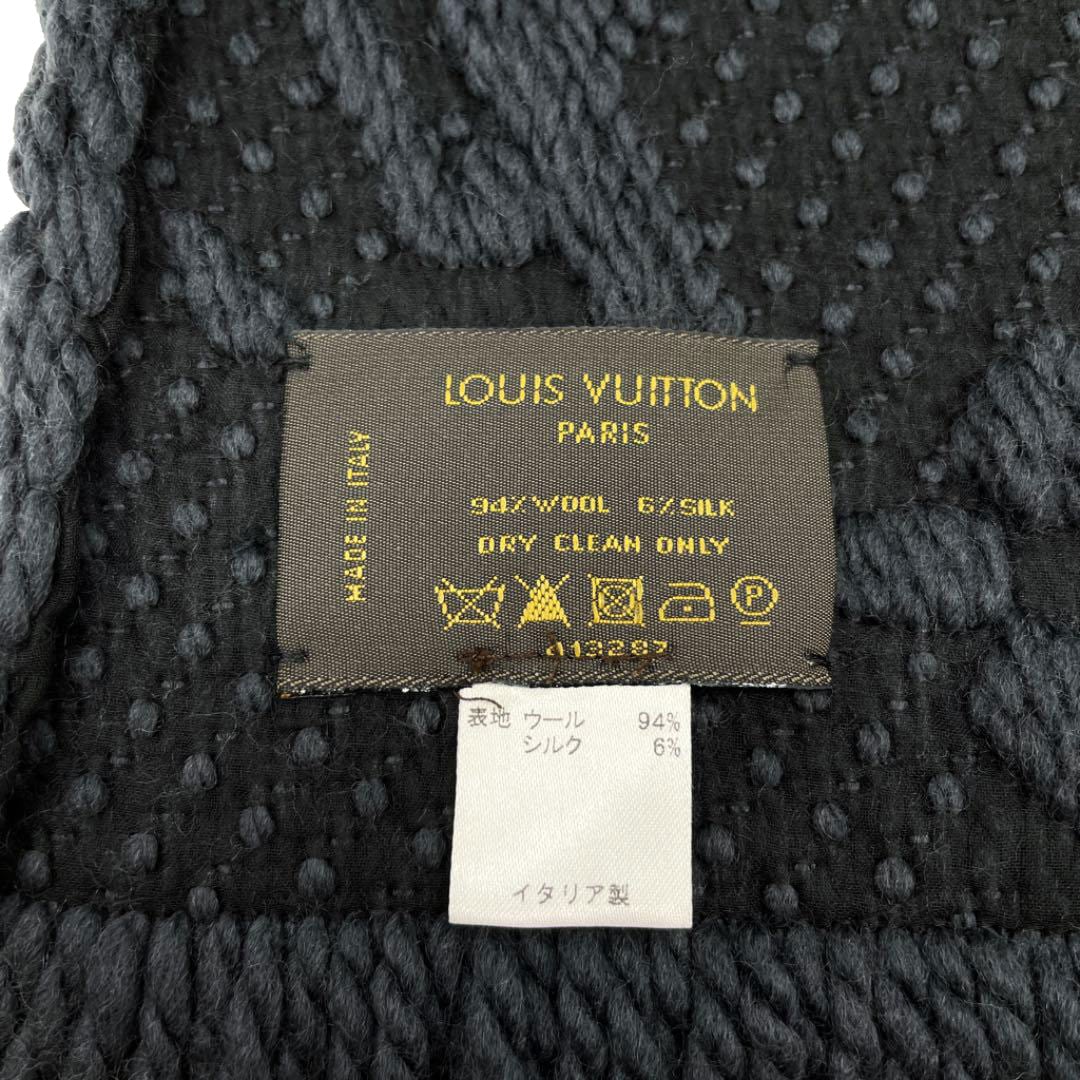 LOUIS VUITTON
PARIS
MADE IN ITALY
94% WOOL 6% SILK
DRY CLEAN ONLY
P
表地 ウール 94%
シルク 6%
イタリア製